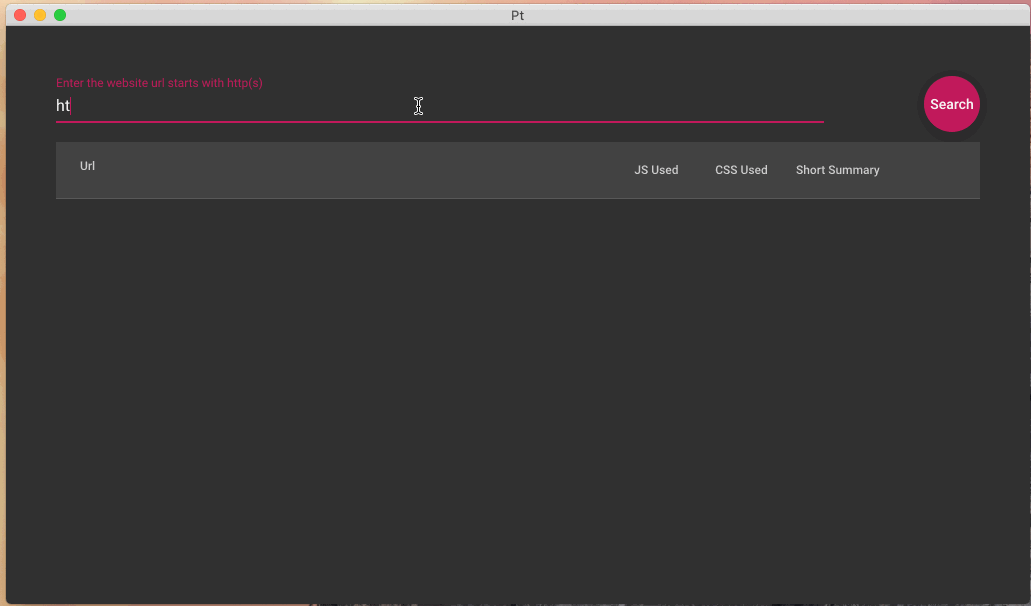 Pt
Enter the website url starts with http(s)
ht
Search
Url JS Used CSS Used Short Summary